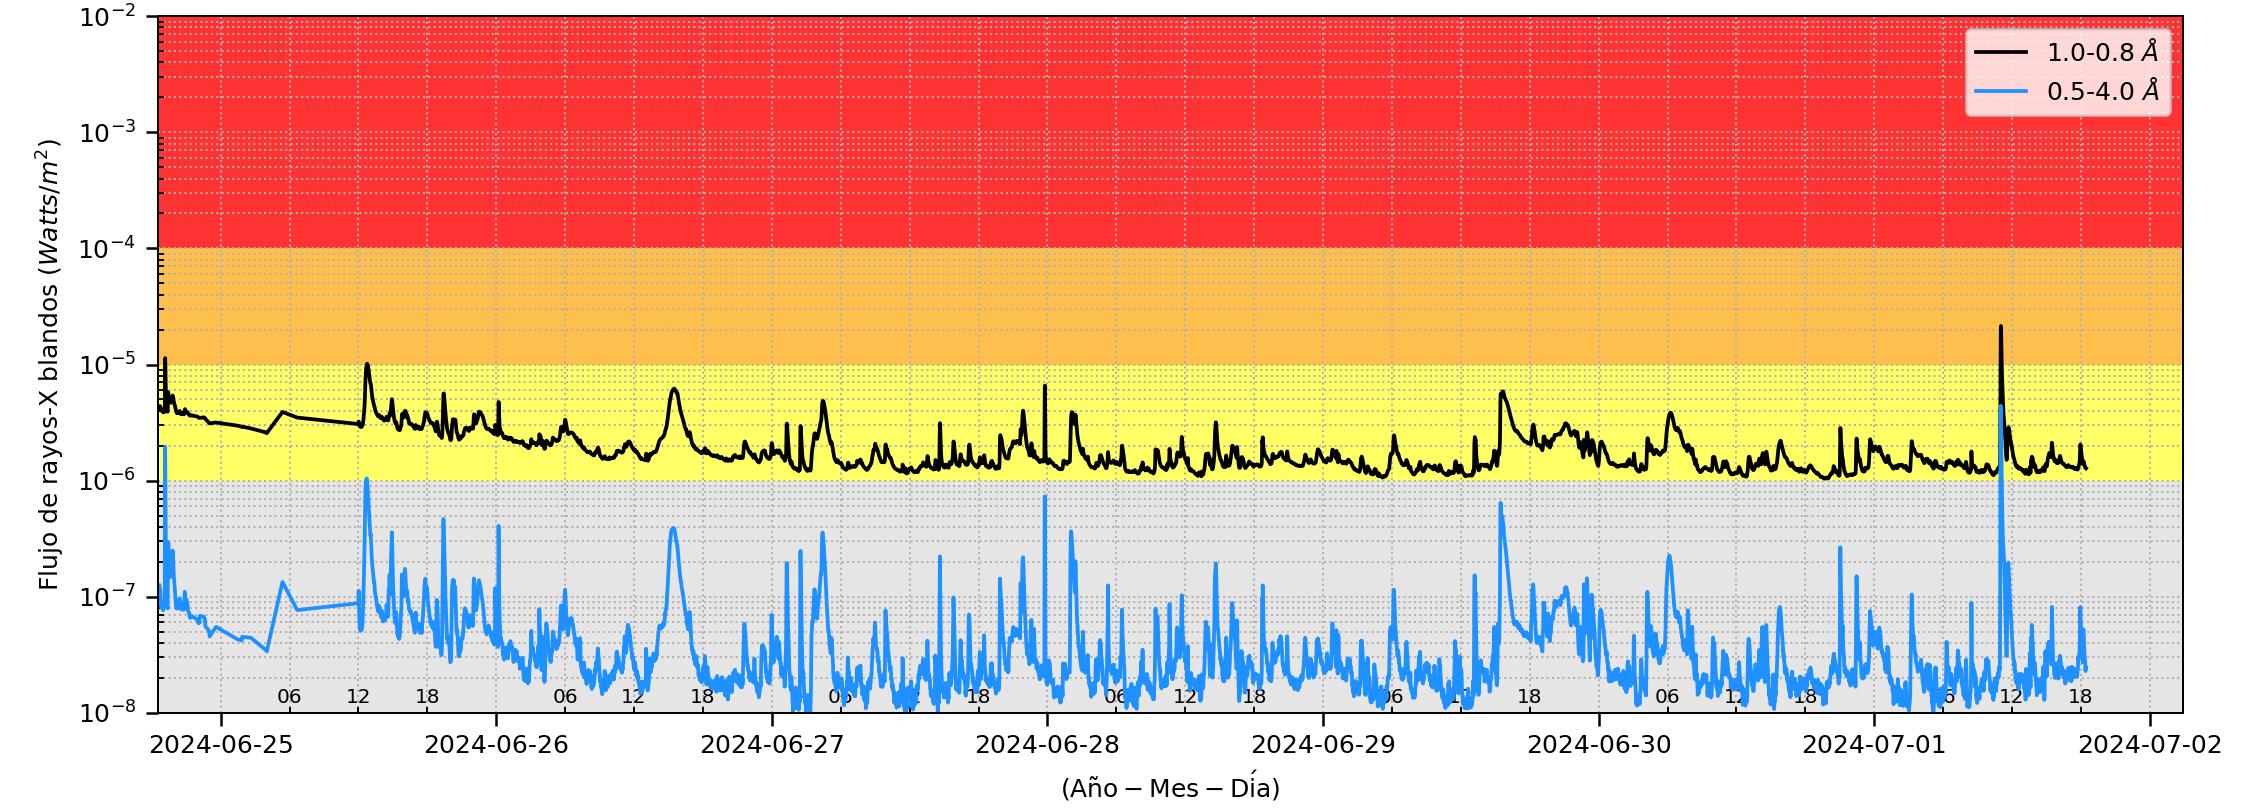 10⁻²
10⁻³
10⁻⁴
10⁻⁵
10⁻⁶
10⁻⁷
10⁻⁸
Flujo de rayos-X blandos (Watts/m²)
1.0-0.8 Å
0.5-4.0 Å
06 12 18 06 12 18 06 18 06 12 18 06 18 06 12 18 12 18
2024-06-25 2024-06-26 2024-06-27 2024-06-28 2024-06-29 2024-06-30 2024-07-01 2024-07-02
(Año − Mes − Día)